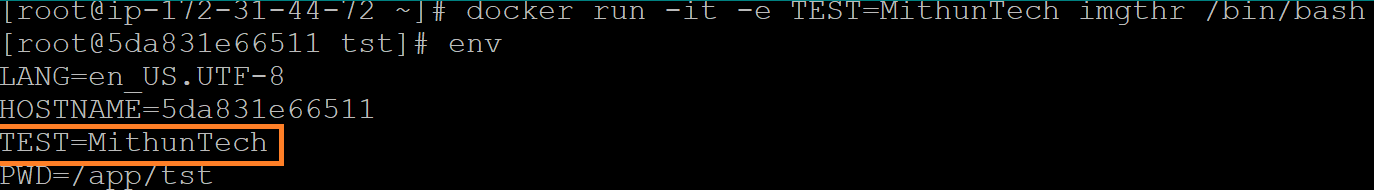 [root@ip-172-31-44-72 ~]# docker run -it -e TEST=MithunTech imgthr /bin/bash
[root@5da831e66511 tst]# env
LANG=en_US.UTF-8
HOSTNAME=5da831e66511
TEST=MithunTech
PWD=/app/tst